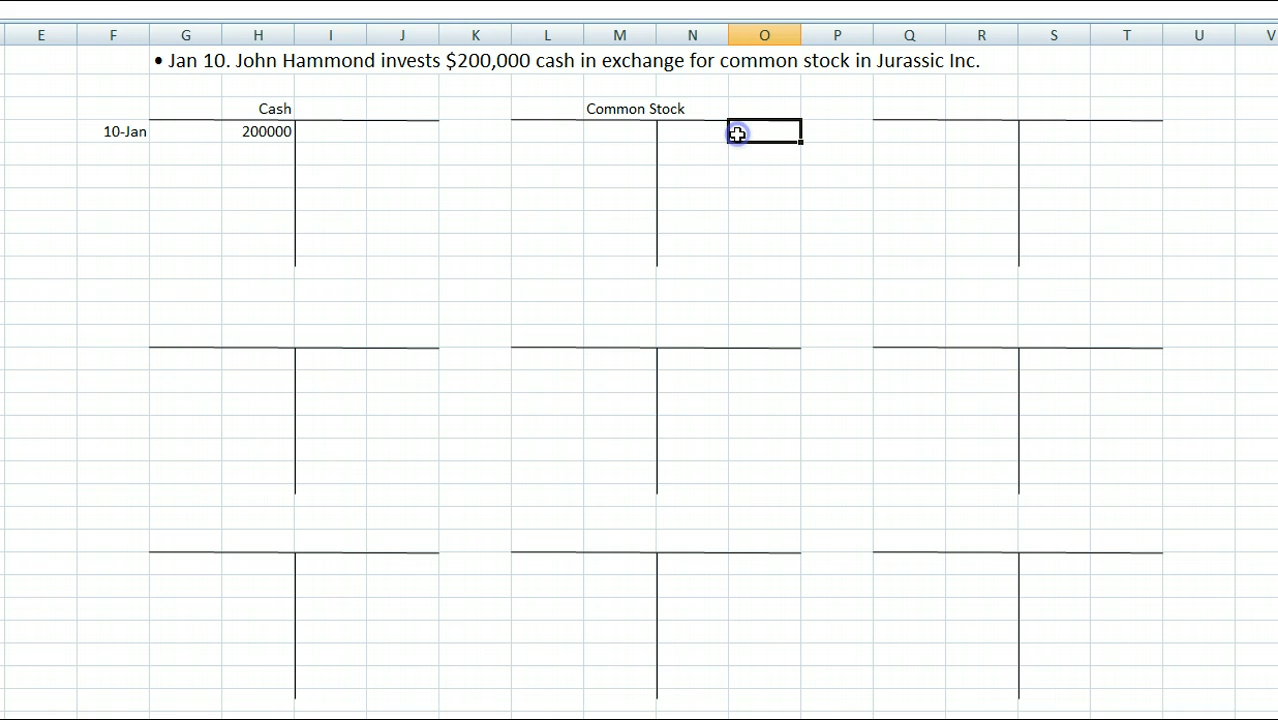 E F G H I J K L M N O P Q R S T U V
• Jan 10. John Hammond invests $200,000 cash in exchange for common stock in Jurassic Inc.
Cash Common Stock
10-Jan 200000